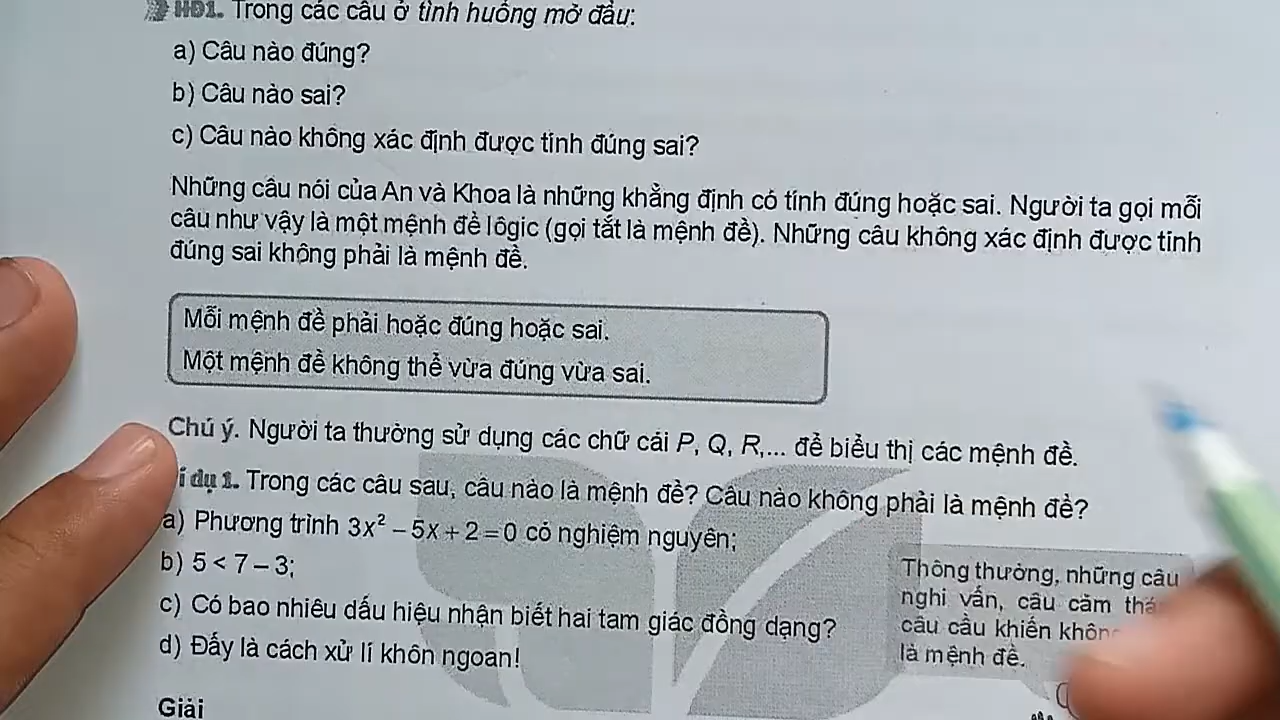 HĐ1. Trong các câu ở tình huống mở đầu:
a) Câu nào đúng?
b) Câu nào sai?
c) Câu nào không xác định được tính đúng sai?
Những câu nói của An và Khoa là những khẳng định có tính đúng hoặc sai. Người ta gọi mỗi
câu như vậy là một mệnh đề lôgic (gọi tắt là mệnh đề). Những câu không xác định được tính
đúng sai không phải là mệnh đề.
Mỗi mệnh đề phải hoặc đúng hoặc sai.
Một mệnh đề không thể vừa đúng vừa sai.
Chú ý. Người ta thường sử dụng các chữ cái P, Q, R,... để biểu thị các mệnh đề.
í dụ 1. Trong các câu sau, câu nào là mệnh đề? Câu nào không phải là mệnh đề?
a) Phương trình 3x² – 5x + 2 = 0 có nghiệm nguyên;
b) 5 < 7 – 3;
c) Có bao nhiêu dấu hiệu nhận biết hai tam giác đồng dạng?
d) Đấy là cách xử lí khôn ngoan!
Thông thường, những câu
nghi vấn, câu cảm
câu cầu khiến
là mệnh đề.
Giải